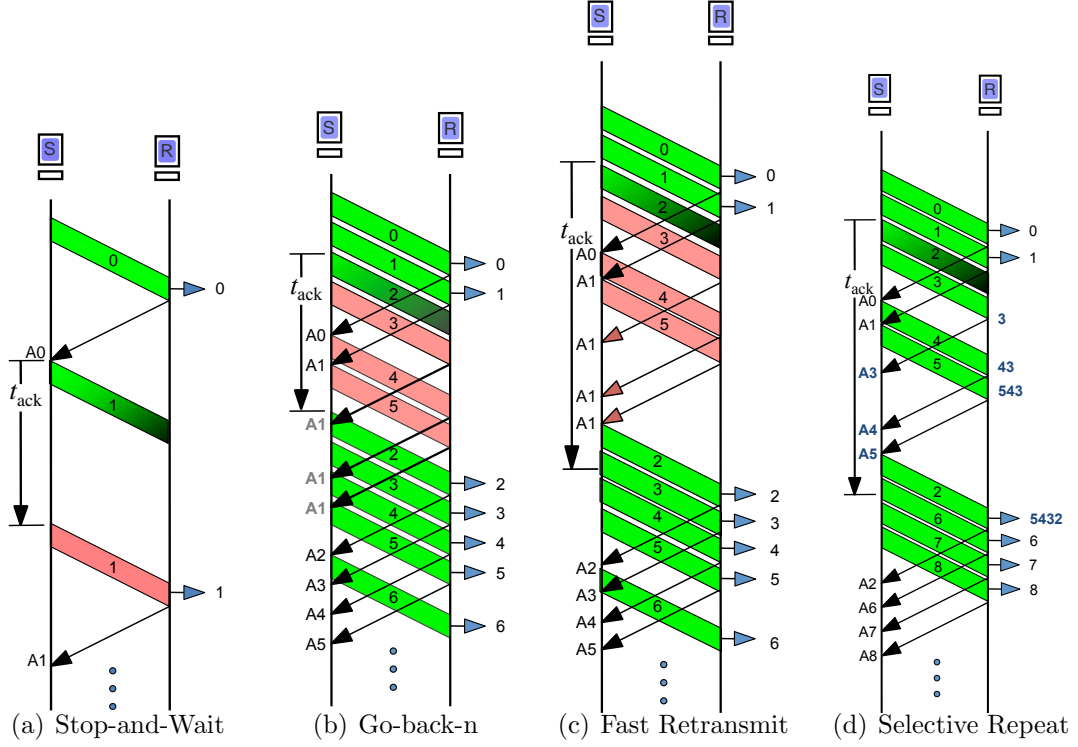 S R
0
0
A0
t_ack
1
1
1
A1
(a) Stop-and-Wait
S R
0
0
1
1
t_ack
2
3
A0
A1
4
5
A1
2
2
A1
3
3
A1
4
4
A2
5
5
A3
6
A4
6
A5
(b) Go-back-n
S R
0
0
1
1
2
t_ack
3
A0
A1
4
5
A1
A1
A1
2
2
3
3
4
4
5
5
A2
A3
6
A4
6
A5
(c) Fast Retransmit
S R
0
0
1
1
2
t_ack
3
A0
3
A1
4
43
5
A3
543
A4
A5
2
5432
6
6
7
7
8
8
A2
A6
A7
A8
(d) Selective Repeat